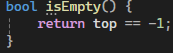 bool isEmpty() {
    return top == -1;
}